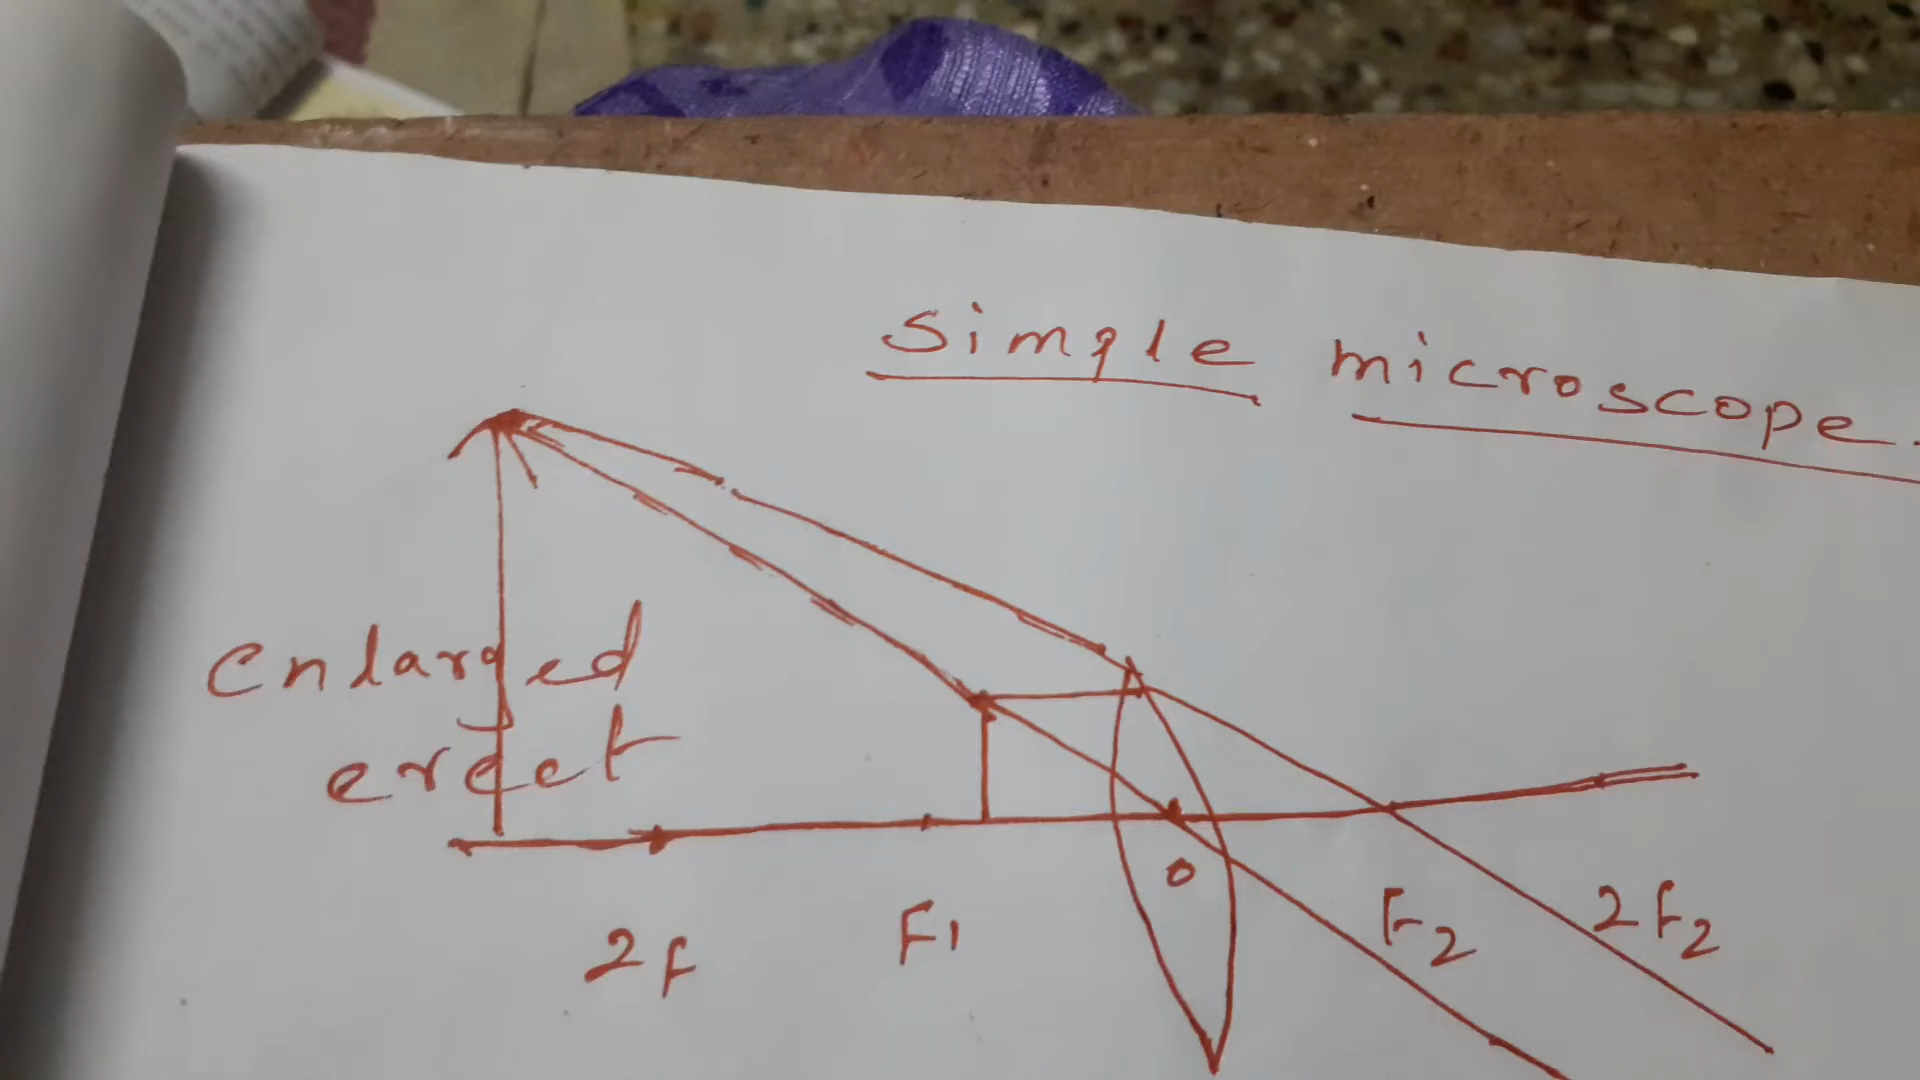 Simple microscope.
Enlarged
erect
O
2F F1 F2 2F2